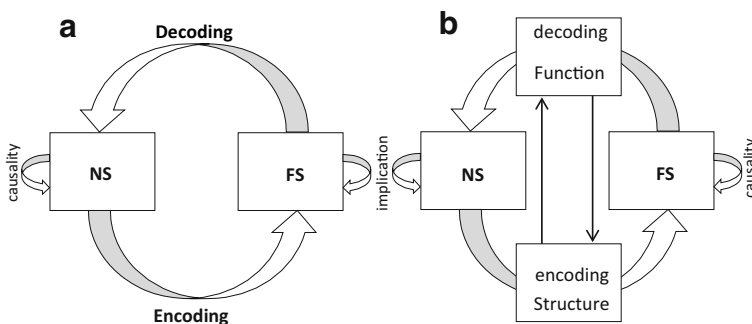 a
Decoding
causality
NS
FS
implication
Encoding
b
decoding
Function
NS
FS
causality
encoding
Structure